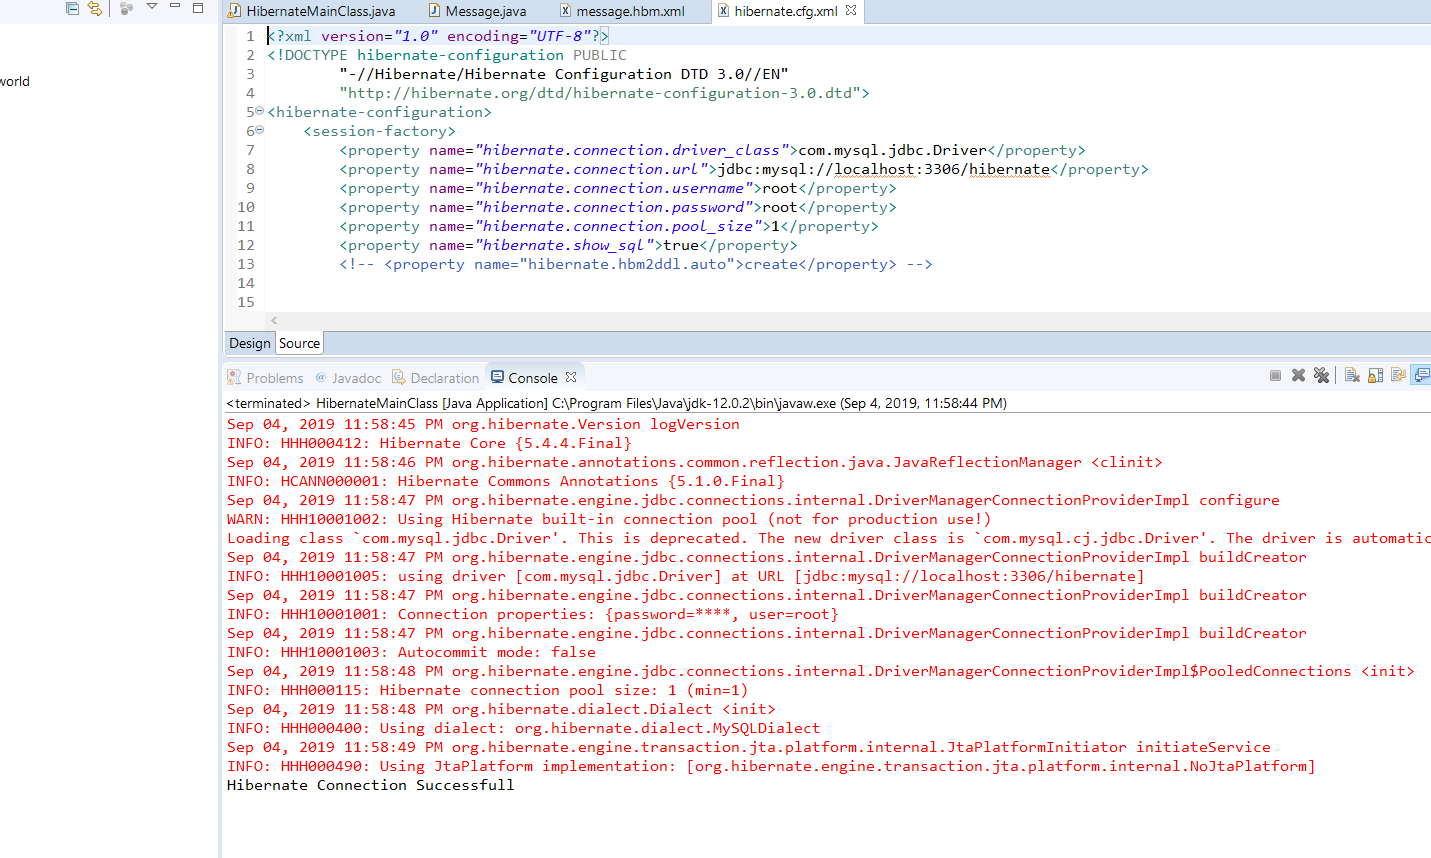 HibernateMainClass.java Message.java message.hbm.xml hibernate.cfg.xml
1 <?xml version="1.0" encoding="UTF-8"?>
2 <!DOCTYPE hibernate-configuration PUBLIC
3 "-//Hibernate/Hibernate Configuration DTD 3.0//EN"
world
4 "http://hibernate.org/dtd/hibernate-configuration-3.0.dtd">
5 <hibernate-configuration>
6 <session-factory>
7 <property name="hibernate.connection.driver_class">com.mysql.jdbc.Driver</property>
8 <property name="hibernate.connection.url">jdbc:mysql://localhost:3306/hibernate</property>
9 <property name="hibernate.connection.username">root</property>
10 <property name="hibernate.connection.password">root</property>
11 <property name="hibernate.connection.pool_size">1</property>
12 <property name="hibernate.show_sql">true</property>
13 <!-- <property name="hibernate.hbm2ddl.auto">create</property> -->
14
15
Design Source
Problems @ Javadoc Declaration Console
<terminated> HibernateMainClass [Java Application] C:\Program Files\Java\jdk-12.0.2\bin\javaw.exe (Sep 4, 2019, 11:58:44 PM)
Sep 04, 2019 11:58:45 PM org.hibernate.Version logVersion
INFO: HHH000412: Hibernate Core {5.4.4.Final}
Sep 04, 2019 11:58:46 PM org.hibernate.annotations.common.reflection.java.JavaReflectionManager <clinit>
INFO: HCANN000001: Hibernate Commons Annotations {5.1.0.Final}
Sep 04, 2019 11:58:47 PM org.hibernate.engine.jdbc.connections.internal.DriverManagerConnectionProviderImpl configure
WARN: HHH10001002: Using Hibernate built-in connection pool (not for production use!)
Loading class `com.mysql.jdbc.Driver'. This is deprecated. The new driver class is `com.mysql.cj.jdbc.Driver'. The driver is automatic
Sep 04, 2019 11:58:47 PM org.hibernate.engine.jdbc.connections.internal.DriverManagerConnectionProviderImpl buildCreator
INFO: HHH10001005: using driver [com.mysql.jdbc.Driver] at URL [jdbc:mysql://localhost:3306/hibernate]
Sep 04, 2019 11:58:47 PM org.hibernate.engine.jdbc.connections.internal.DriverManagerConnectionProviderImpl buildCreator
INFO: HHH10001001: Connection properties: {password=****, user=root}
Sep 04, 2019 11:58:47 PM org.hibernate.engine.jdbc.connections.internal.DriverManagerConnectionProviderImpl buildCreator
INFO: HHH10001003: Autocommit mode: false
Sep 04, 2019 11:58:48 PM org.hibernate.engine.jdbc.connections.internal.DriverManagerConnectionProviderImpl$PooledConnections <init>
INFO: HHH000115: Hibernate connection pool size: 1 (min=1)
Sep 04, 2019 11:58:48 PM org.hibernate.dialect.Dialect <init>
INFO: HHH000400: Using dialect: org.hibernate.dialect.MySQLDialect
Sep 04, 2019 11:58:49 PM org.hibernate.engine.transaction.jta.platform.internal.JtaPlatformInitiator initiateService
INFO: HHH000490: Using JtaPlatform implementation: [org.hibernate.engine.transaction.jta.platform.internal.NoJtaPlatform]
Hibernate Connection Successfull